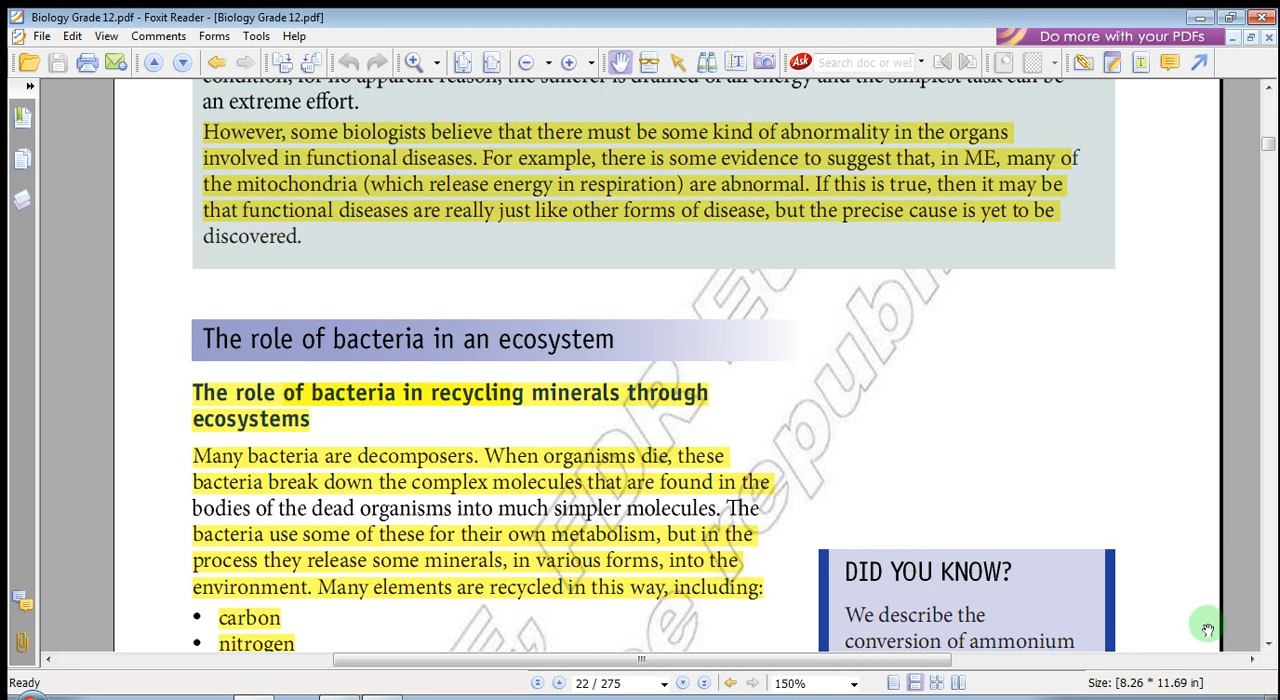 Biology Grade 12.pdf - Foxit Reader - [Biology Grade 12.pdf]
File Edit View Comments Forms Tools Help
Do more with your PDFs
Ask Search doc or wel
an extreme effort.
However, some biologists believe that there must be some kind of abnormality in the organs
involved in functional diseases. For example, there is some evidence to suggest that, in ME, many of
the mitochondria (which release energy in respiration) are abnormal. If this is true, then it may be
that functional diseases are really just like other forms of disease, but the precise cause is yet to be
discovered.
The role of bacteria in an ecosystem
The role of bacteria in recycling minerals through
ecosystems
Many bacteria are decomposers. When organisms die, these
bacteria break down the complex molecules that are found in the
bodies of the dead organisms into much simpler molecules. The
bacteria use some of these for their own metabolism, but in the
process they release some minerals, in various forms, into the
environment. Many elements are recycled in this way, including:
• carbon
• nitrogen
DID YOU KNOW?
We describe the
conversion of ammonium
FDR E
republi
Ready
22 / 275
150%
Size: [8.26 * 11.69 in]